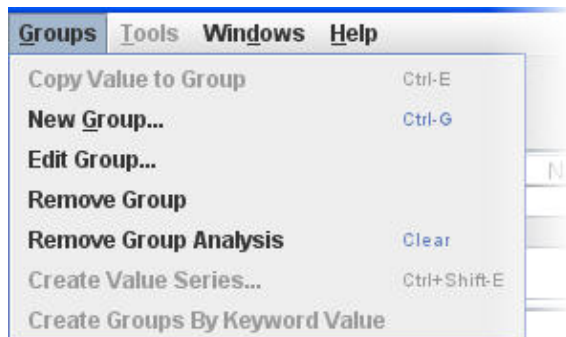 Groups Tools Windows Help
Copy Value to Group Ctrl-E
New Group... Ctrl-G
Edit Group...
N
Remove Group
Remove Group Analysis Clear
Create Value Series... Ctrl+Shift-E
Create Groups By Keyword Value